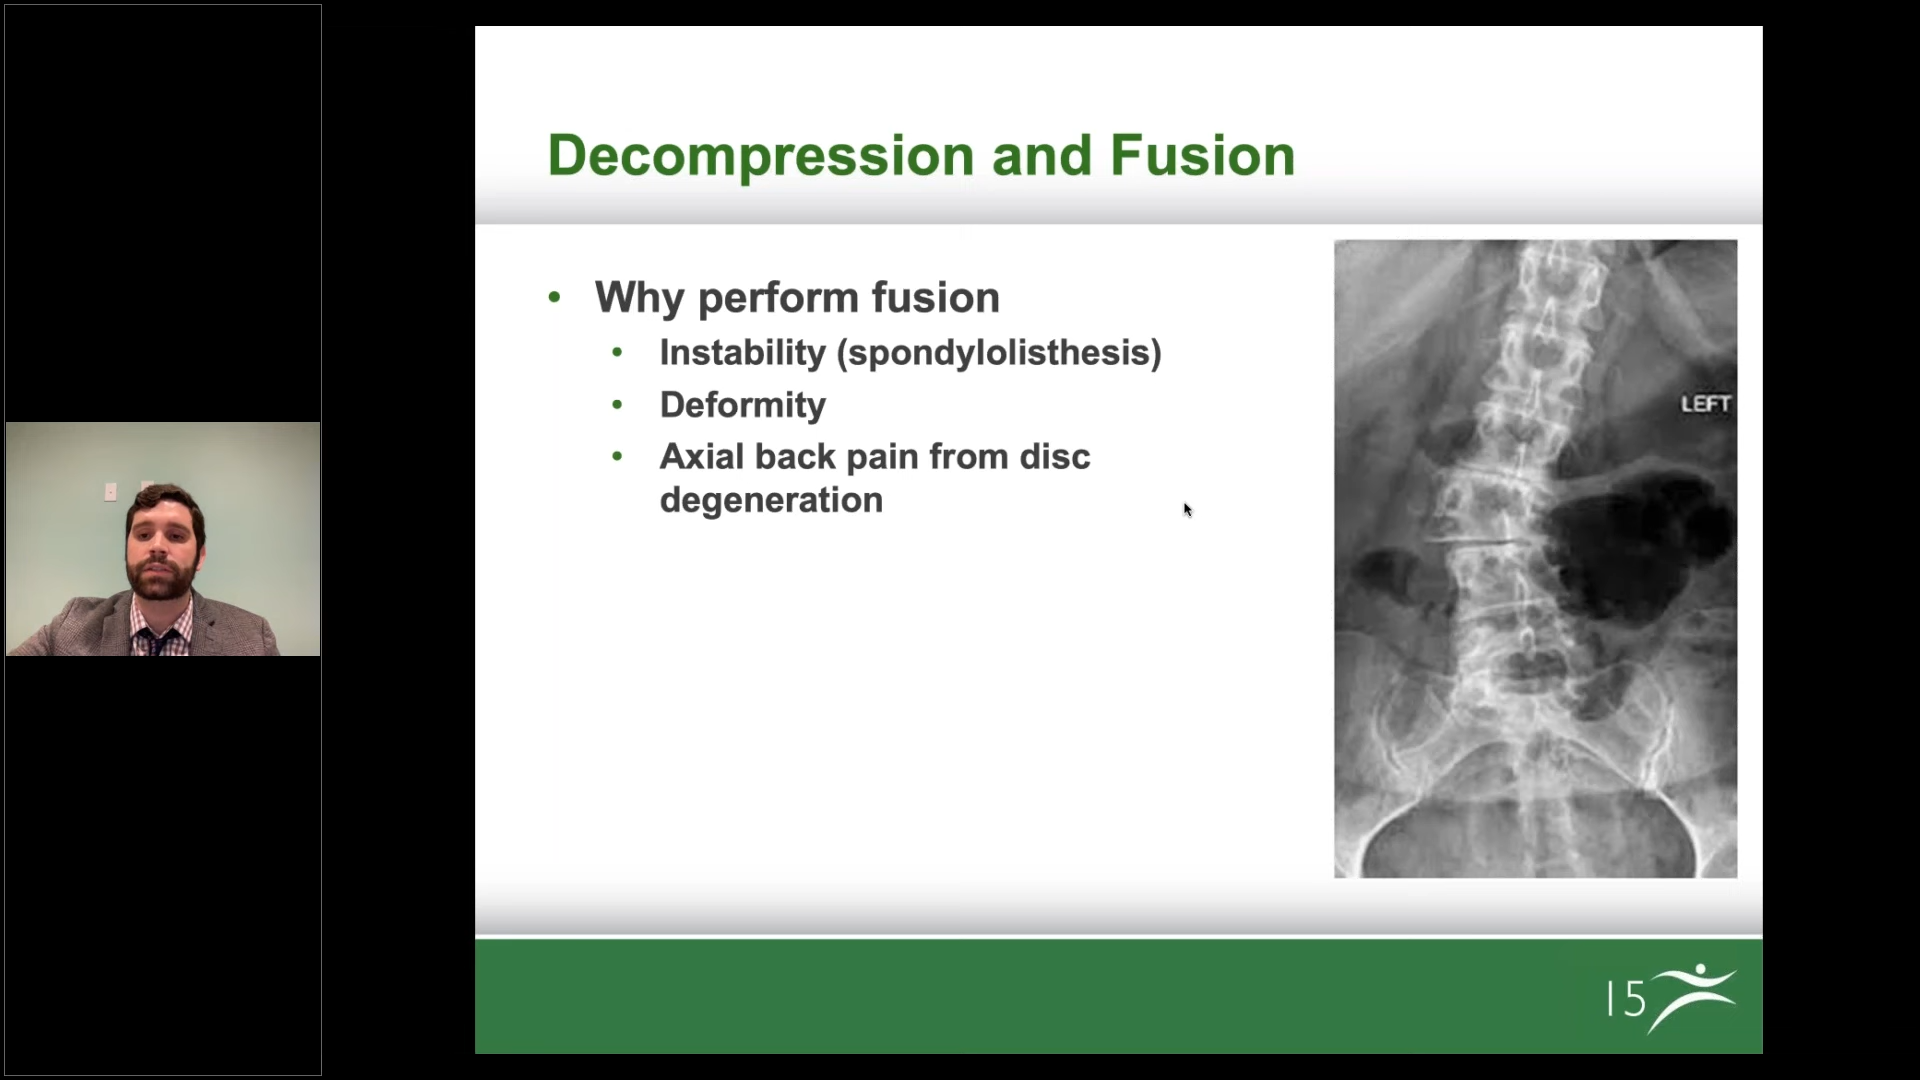 Decompression and Fusion
• Why perform fusion
• Instability (spondylolisthesis)
• Deformity
• Axial back pain from disc
degeneration
LEFT
15